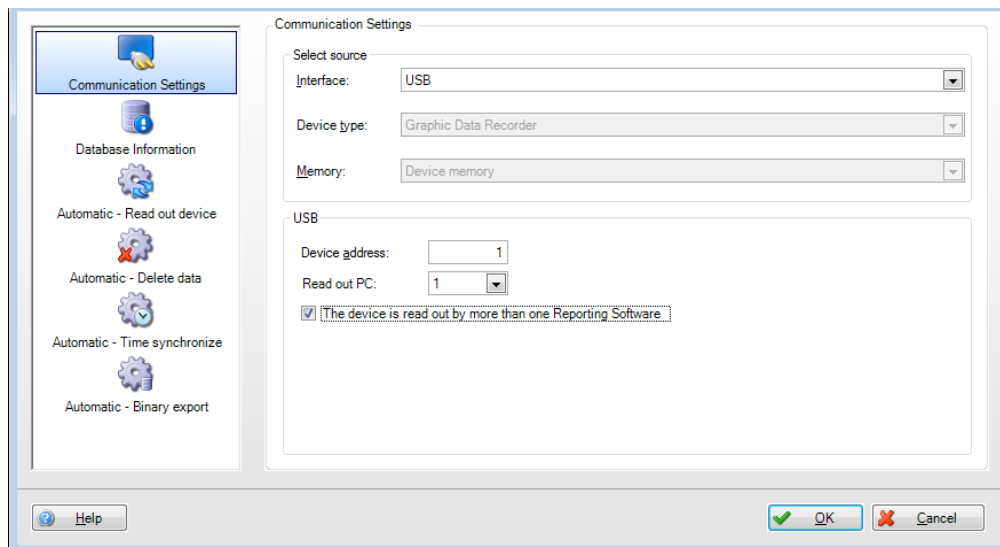 Communication Settings
Database Information
Automatic - Read out device
Automatic - Delete data
Automatic - Time synchronize
Automatic - Binary export
Communication Settings
Select source
Interface: USB
Device type: Graphic Data Recorder
Memory: Device memory
USB
Device address: 1
Read out PC: 1
The device is read out by more than one Reporting Software
Help
OK
Cancel